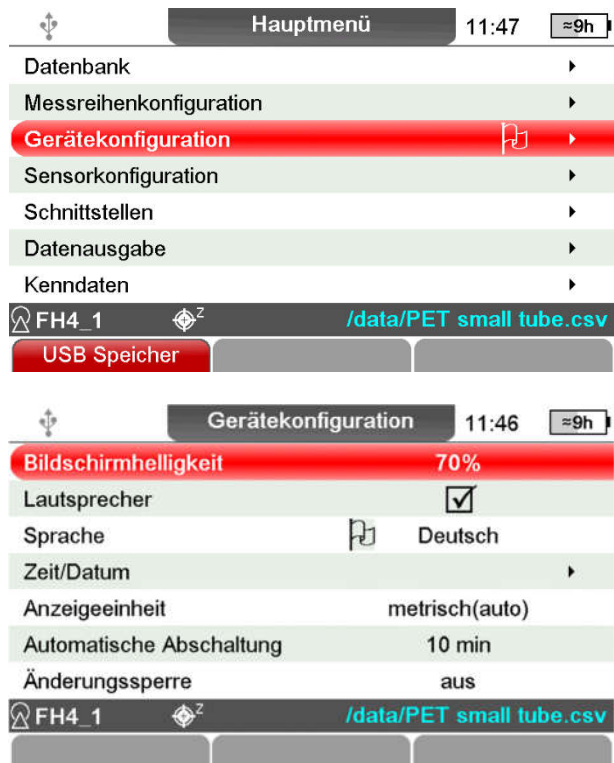 Hauptmenü 11:47 ≈9h
Datenbank
Messreihenkonfiguration
Gerätekonfiguration
Sensorkonfiguration
Schnittstellen
Datenausgabe
Kenndaten
FH4_1 Z /data/PET small tube.csv
USB Speicher
Gerätekonfiguration 11:46 ≈9h
Bildschirmhelligkeit 70%
Lautsprecher
Sprache Deutsch
Zeit/Datum
Anzeigeeinheit metrisch(auto)
Automatische Abschaltung 10 min
Änderungssperre aus
FH4_1 Z /data/PET small tube.csv